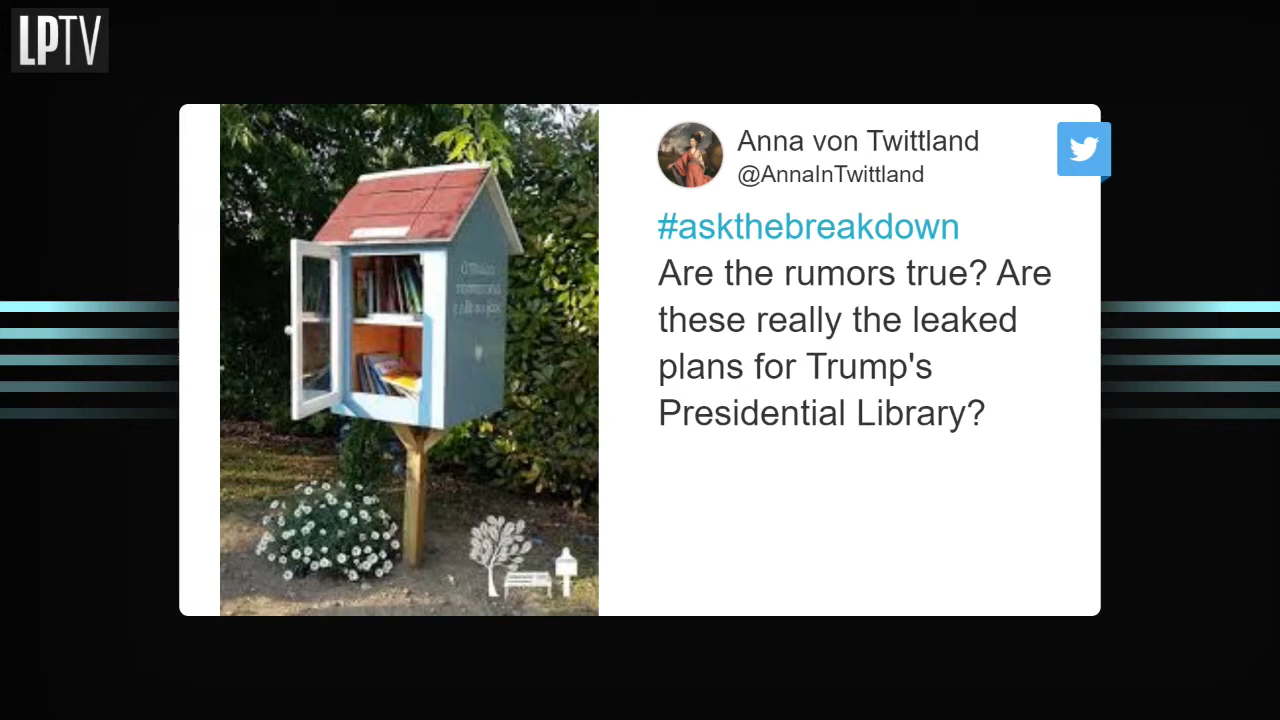 LPTV
Anna von Twittland
@AnnaInTwittland
#askthebreakdown
Are the rumors true? Are
these really the leaked
plans for Trump's
Presidential Library?